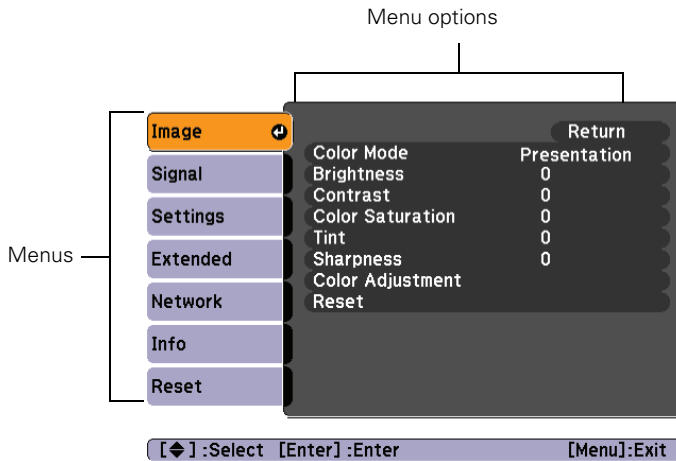 Menu options
Menus
Image
Signal
Settings
Extended
Network
Info
Reset
Return
Color Mode Presentation
Brightness 0
Contrast 0
Color Saturation 0
Tint 0
Sharpness 0
Color Adjustment
Reset
[◆] :Select [Enter] :Enter [Menu]:Exit